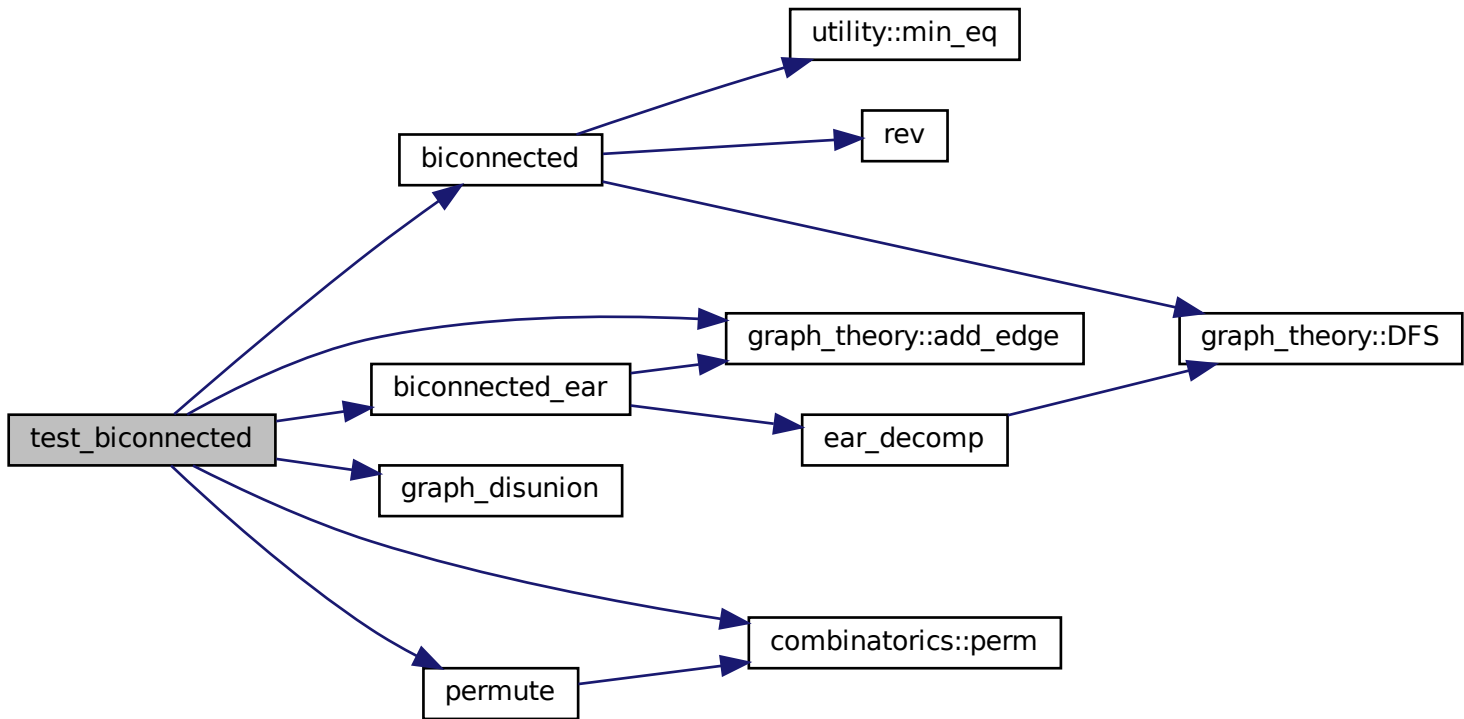 utility::min_eq
rev
biconnected
graph_theory::add_edge
graph_theory::DFS
biconnected_ear
test_biconnected
ear_decomp
graph_disunion
combinatorics::perm
permute